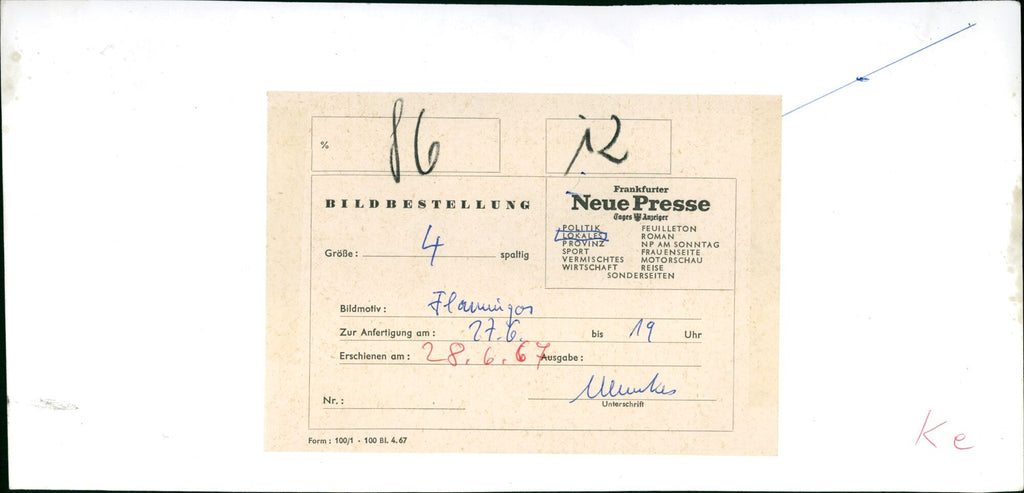 % 86
BILDBESTELLUNG
Größe: 4 spaltig
Frankfurter
Neue Presse
Tages Anzeiger
POLITIK FEUILLETON
LOKALES ROMAN
PROVINZ NP AM SONNTAG
SPORT FRAUENSEITE
VERMISCHTES MOTORSCHAU
WIRTSCHAFT REISE
SONDERSEITEN
Bildmotiv: Flamingos
Zur Anfertigung am: 27.6. bis 19 Uhr
Erschienen am: 28.6.67 Ausgabe:
Nr.:
Unterschrift
Form: 100/1 - 100 Bl. 4.67
Ke